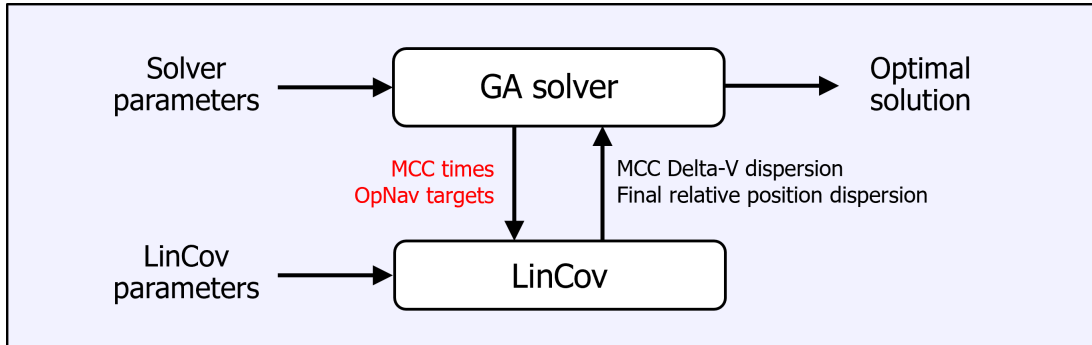 Solver
parameters
GA solver
Optimal
solution
MCC times
OpNav targets
MCC Delta-V dispersion
Final relative position dispersion
LinCov
parameters
LinCov